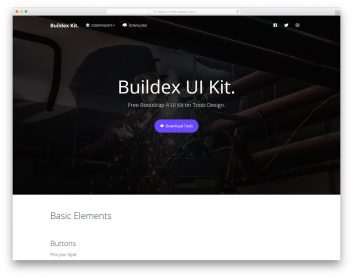 Buildex Kit.
COMPONENTS
DOWNLOAD
Buildex UI Kit.
Free Bootstrap 4 UI Kit on Tools Design.
Download Tools
Basic Elements
Buttons
Pick your style